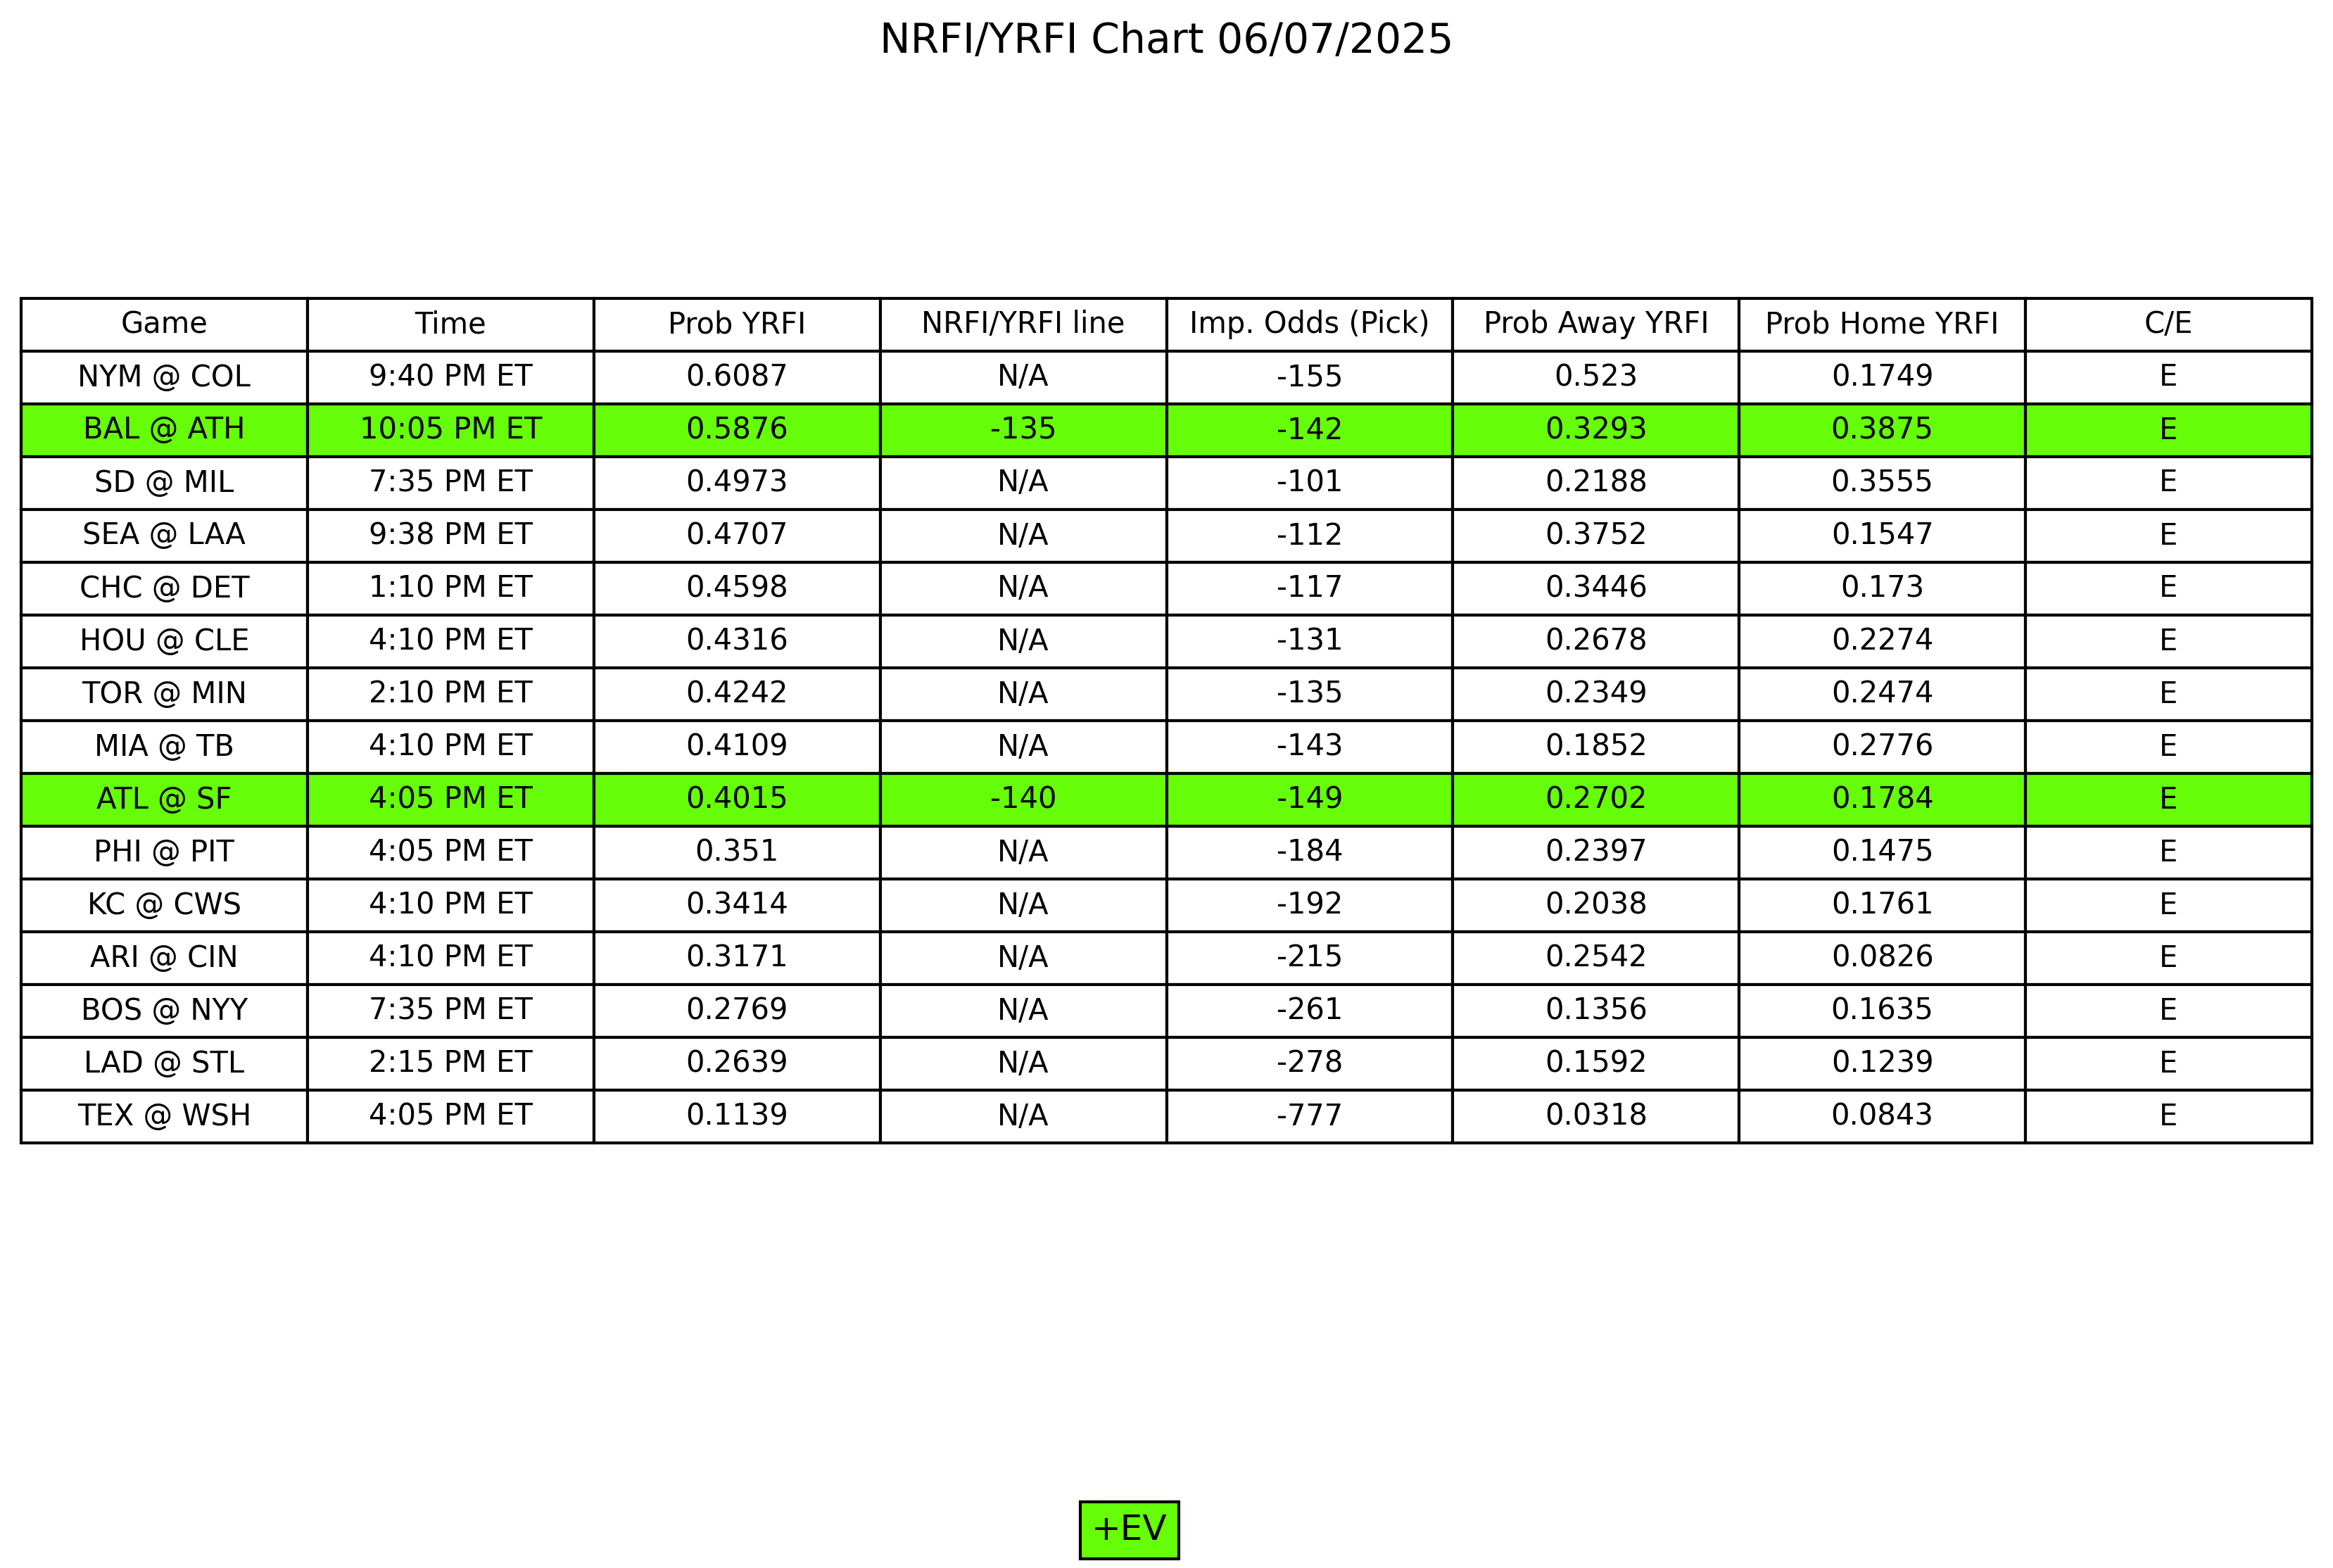 NRFI/YRFI Chart 06/07/2025
Game Time Prob YRFI NRFI/YRFI line Imp. Odds (Pick) Prob Away YRFI Prob Home YRFI C/E
NYM @ COL 9:40 PM ET 0.6087 N/A -155 0.523 0.1749 E
BAL @ ATH 10:05 PM ET 0.5876 -135 -142 0.3293 0.3875 E
SD @ MIL 7:35 PM ET 0.4973 N/A -101 0.2188 0.3555 E
SEA @ LAA 9:38 PM ET 0.4707 N/A -112 0.3752 0.1547 E
CHC @ DET 1:10 PM ET 0.4598 N/A -117 0.3446 0.173 E
HOU @ CLE 4:10 PM ET 0.4316 N/A -131 0.2678 0.2274 E
TOR @ MIN 2:10 PM ET 0.4242 N/A -135 0.2349 0.2474 E
MIA @ TB 4:10 PM ET 0.4109 N/A -143 0.1852 0.2776 E
ATL @ SF 4:05 PM ET 0.4015 -140 -149 0.2702 0.1784 E
PHI @ PIT 4:05 PM ET 0.351 N/A -184 0.2397 0.1475 E
KC @ CWS 4:10 PM ET 0.3414 N/A -192 0.2038 0.1761 E
ARI @ CIN 4:10 PM ET 0.3171 N/A -215 0.2542 0.0826 E
BOS @ NYY 7:35 PM ET 0.2769 N/A -261 0.1356 0.1635 E
LAD @ STL 2:15 PM ET 0.2639 N/A -278 0.1592 0.1239 E
TEX @ WSH 4:05 PM ET 0.1139 N/A -777 0.0318 0.0843 E
+EV